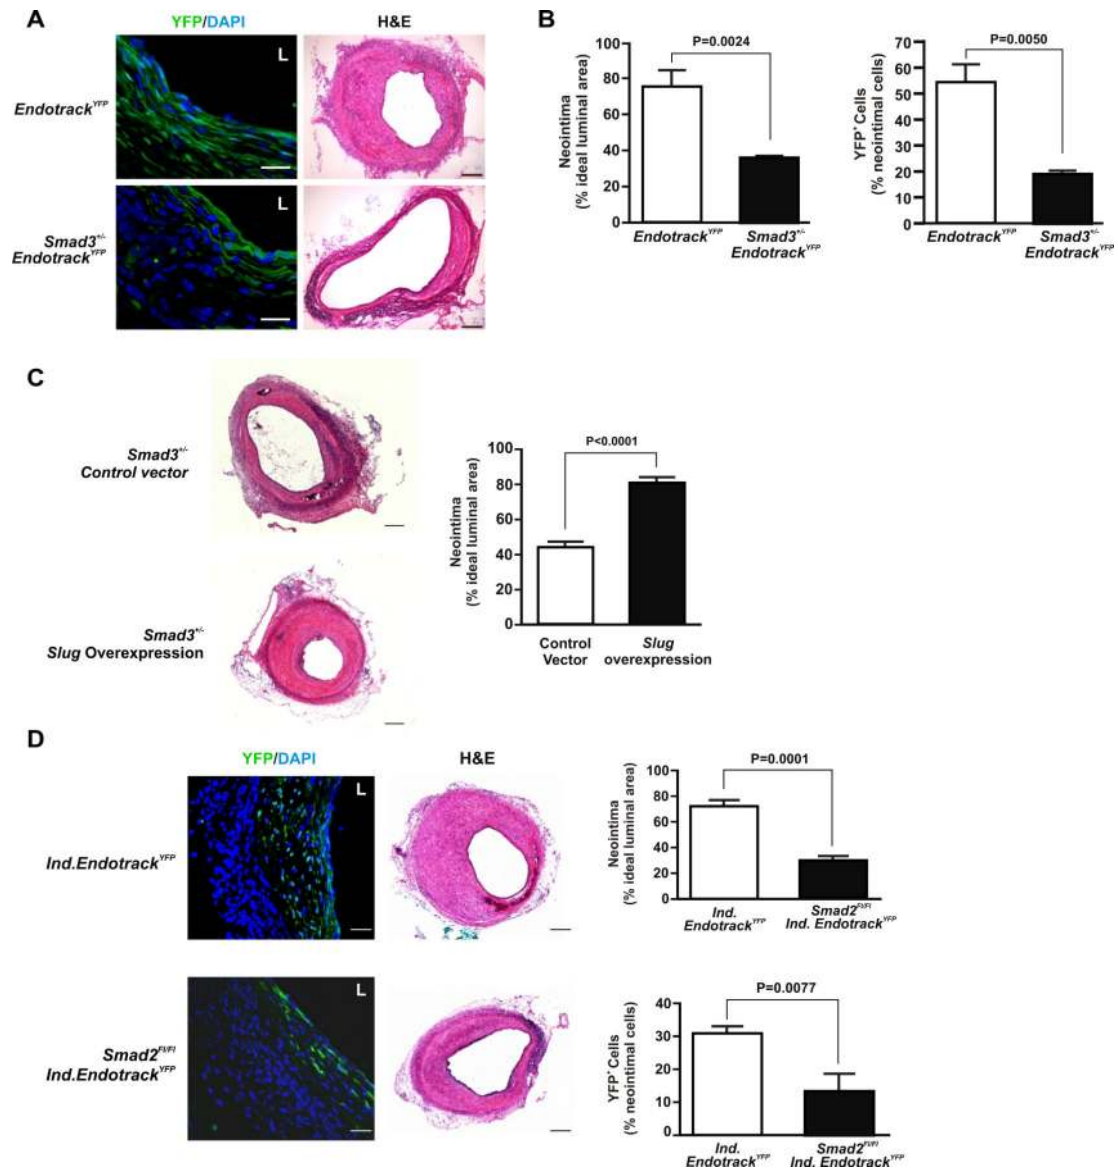 A
YFP/DAPI
H&E
Endotrack^YFP
L
Smad3^+/-
Endotrack^YFP
L
B
P=0.0024
Neointima
(% ideal luminal area)
100
80
60
40
20
0
Endotrack^YFP
Smad3^+/-
Endotrack^YFP
P=0.0050
YFP^+ Cells
(% neointimal cells)
70
60
50
40
30
20
10
0
Endotrack^YFP
Smad3^+/-
Endotrack^YFP
C
Smad3^+/-
Control vector
Smad3^+/-
Slug Overexpression
P<0.0001
Neointima
(% ideal luminal area)
100
80
60
40
20
0
Control
Vector
Slug
overexpression
D
YFP/DAPI
H&E
Ind.Endotrack^YFP
L
P=0.0001
Neointima
(% ideal luminal area)
100
80
60
40
20
0
Ind.
Endotrack^YFP
Smad2^Fl/Fl
Ind. Endotrack^YFP
Smad2^Fl/Fl
Ind.Endotrack^YFP
L
P=0.0077
YFP^+ Cells
(% neointimal cells)
40
30
20
10
0
Ind.
Endotrack^YFP
Smad2^Fl/Fl
Ind. Endotrack^YFP